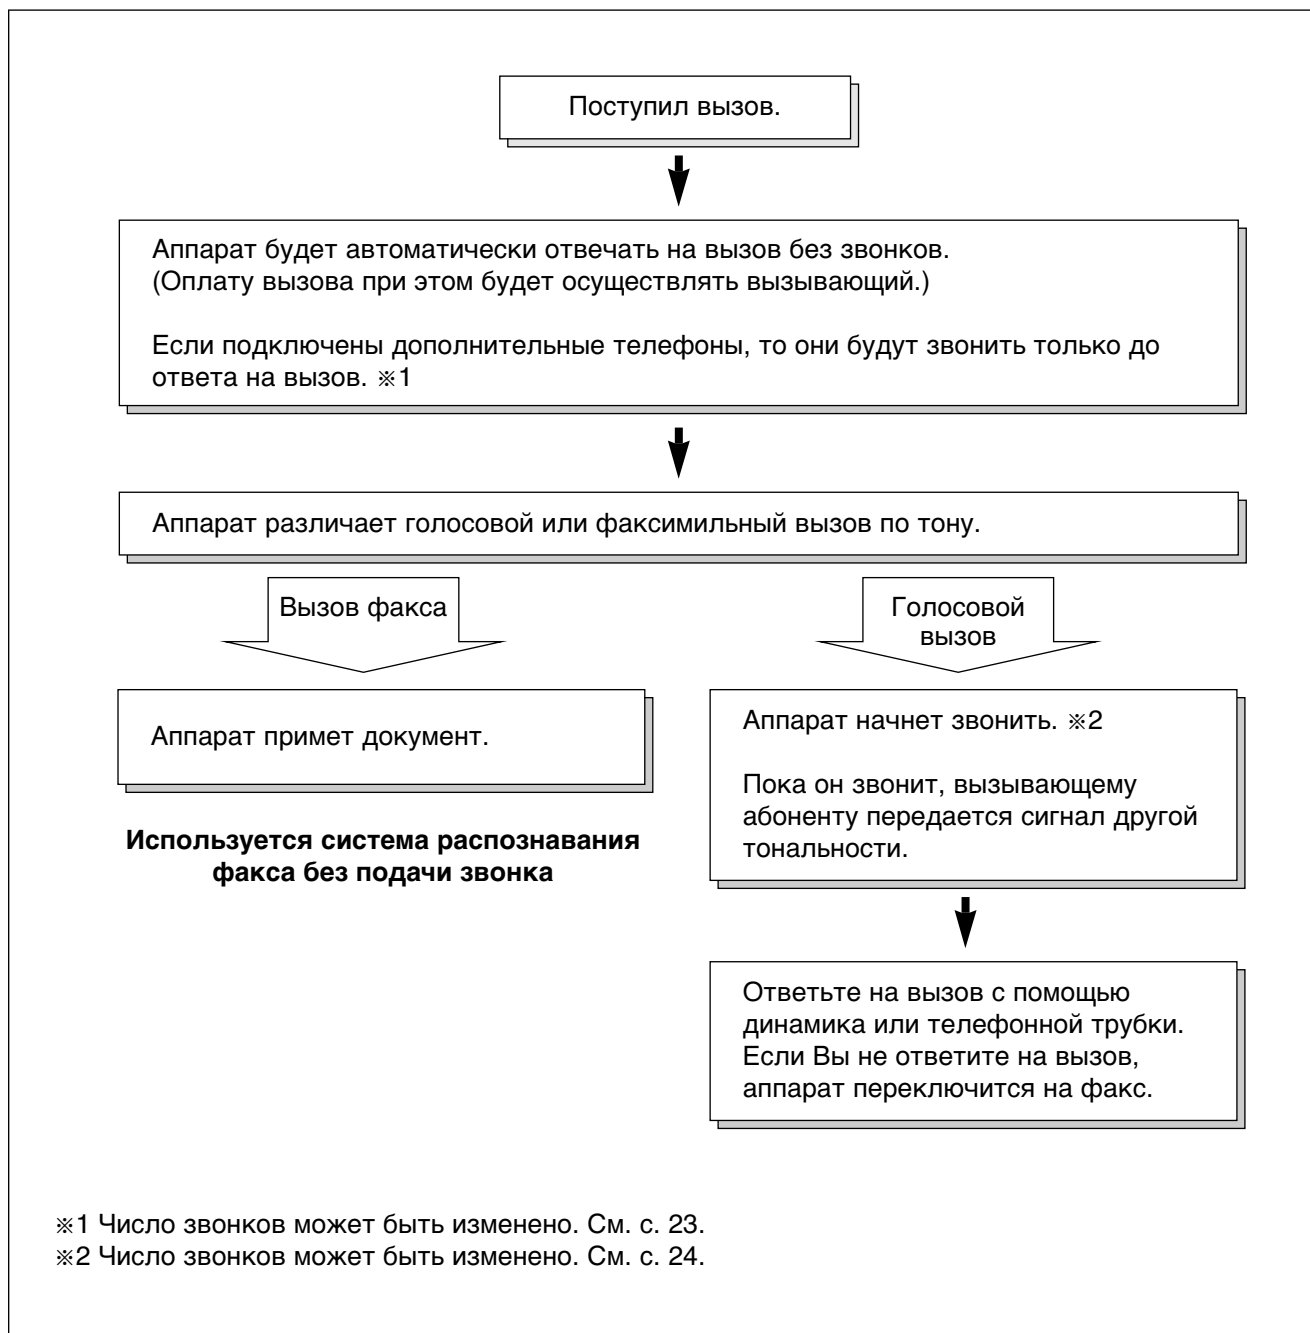 Поступил вызов.
Аппарат будет автоматически отвечать на вызов без звонков.
(Оплату вызова при этом будет осуществлять вызывающий.)
Если подключены дополнительные телефоны, то они будут звонить только до
ответа на вызов. ※1
Аппарат различает голосовой или факсимильный вызов по тону.
Вызов факса
Аппарат примет документ.
Используется система распознавания
факса без подачи звонка
Голосовой
вызов
Аппарат начнет звонить. ※2
Пока он звонит, вызывающему
абоненту передается сигнал другой
тональности.
Ответьте на вызов с помощью
динамика или телефонной трубки.
Если Вы не ответите на вызов,
аппарат переключится на факс.
※1 Число звонков может быть изменено. См. с. 23.
※2 Число звонков может быть изменено. См. с. 24.